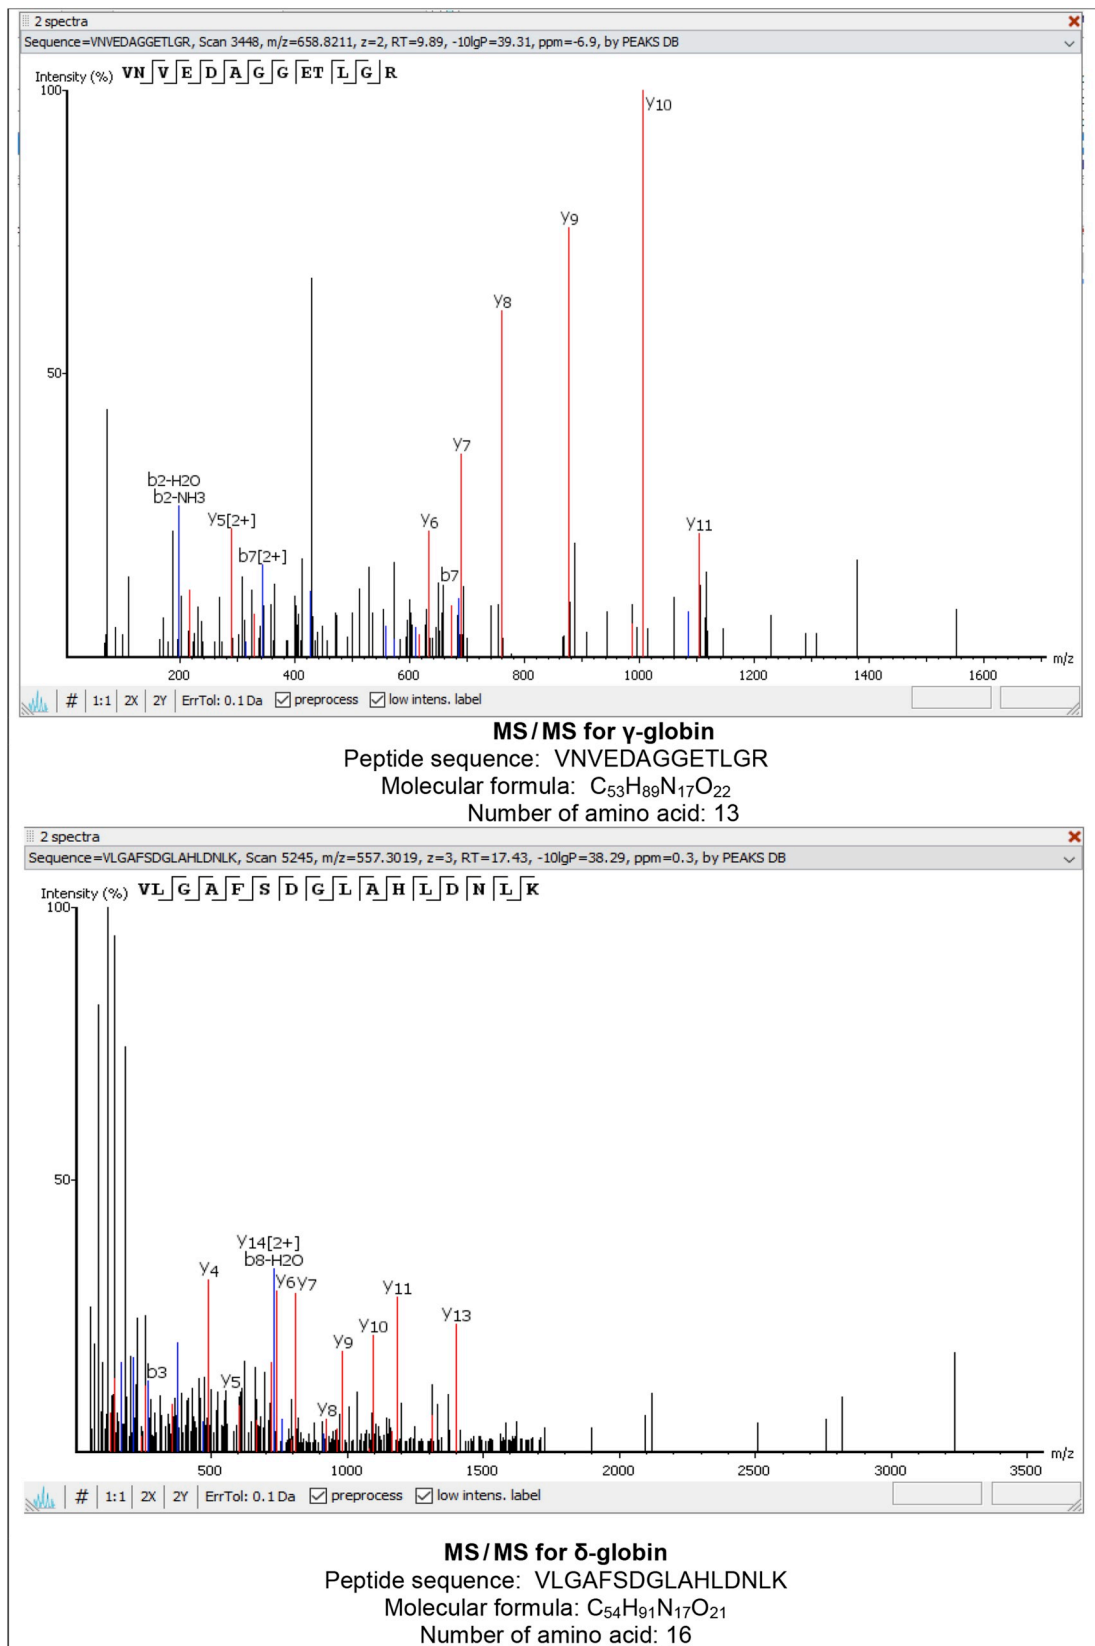 2 spectra
Sequence=VNVEDAGGETLGR, Scan 3448, m/z=658.8211, z=2, RT=9.89, -10lgP=39.31, ppm=-6.9, by PEAKS DB
Intensity (%) VN V E D A G G ET L G R
100
y10
y9
y8
50
y7
b2-H2O
b2-NH3
y5[2+]
y6
y11
b7[2+]
b7
m/z
200 400 600 800 1000 1200 1400 1600
# 1:1 2X 2Y ErrTol: 0.1 Da preprocess low intens. label
MS/MS for γ-globin
Peptide sequence: VNVEDAGGETLGR
Molecular formula: C₅₃H₈₉N₁₇O₂₂
Number of amino acid: 13
2 spectra
Sequence=VLGAFSDGLAHLDNLK, Scan 5245, m/z=557.3019, z=3, RT=17.43, -10lgP=38.29, ppm=0.3, by PEAKS DB
Intensity (%) VL G A F S D G L A H L D N L K
100
50
y14[2+]
b8-H2O
y4
y6 y7
y11
y13
y10
y9
b3
y5
y8
m/z
500 1000 1500 2000 2500 3000 3500
# 1:1 2X 2Y ErrTol: 0.1 Da preprocess low intens. label
MS/MS for δ-globin
Peptide sequence: VLGAFSDGLAHLDNLK
Molecular formula: C₅₄H₉₁N₁₇O₂₁
Number of amino acid: 16